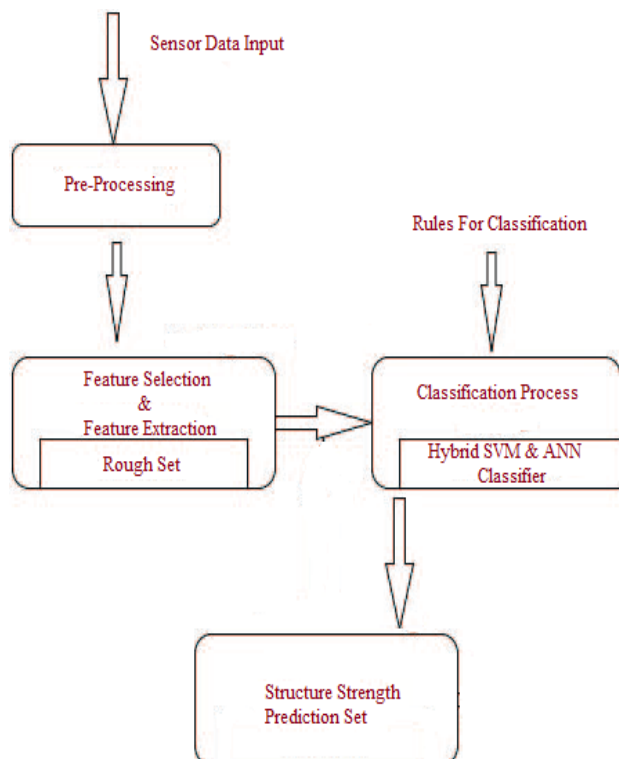 Sensor Data Input
Pre-Processing
Rules For Classification
Feature Selection
&
Feature Extraction
Rough Set
Classification Process
Hybrid SVM & ANN
Classifier
Structure Strength
Prediction Set